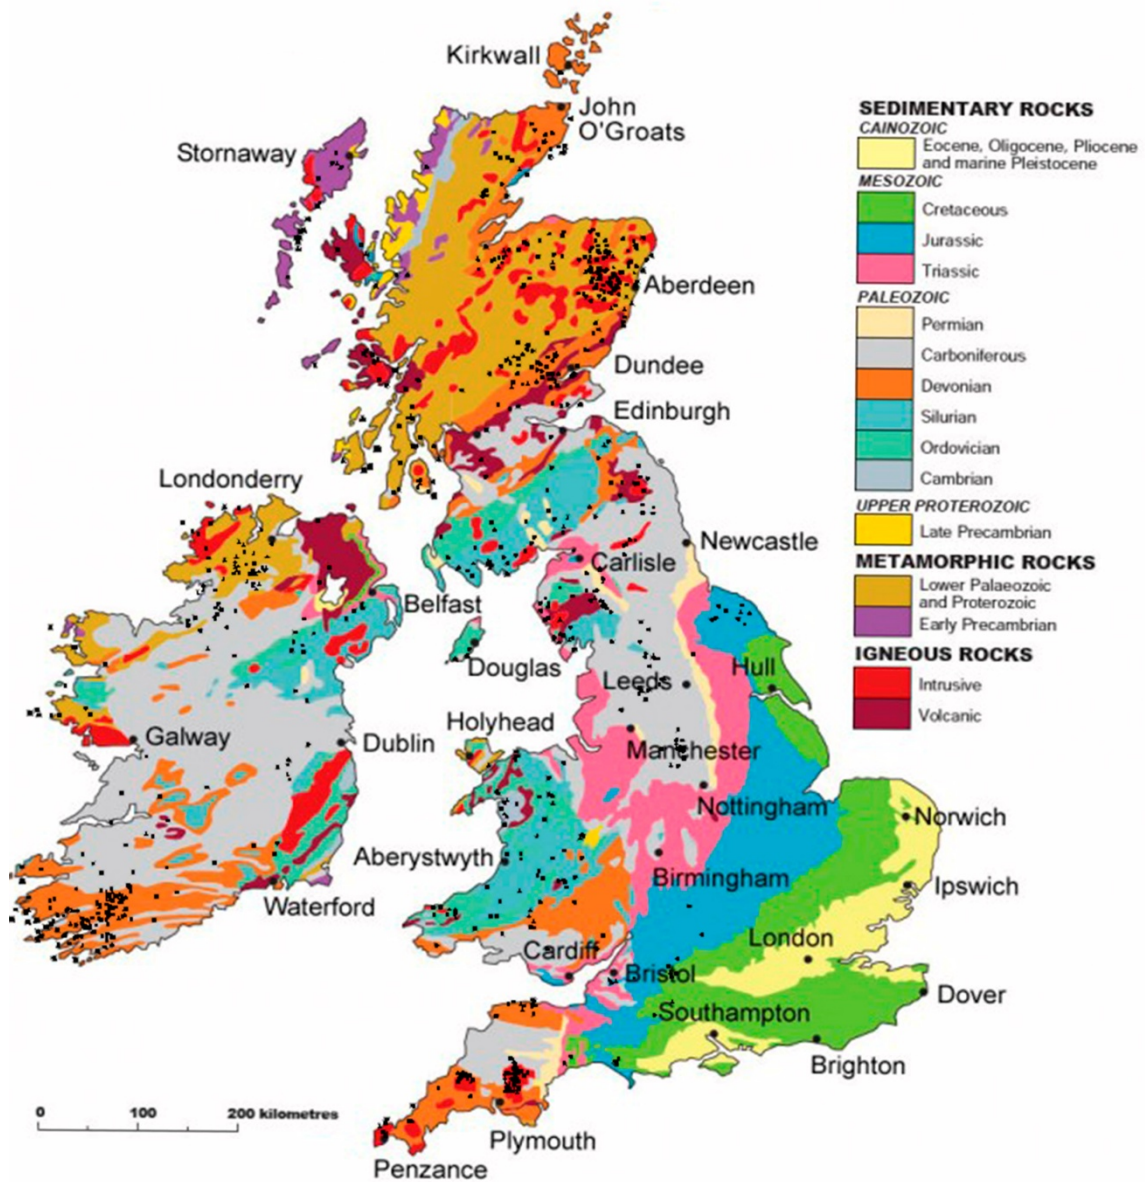 Kirkwall
John
O'Groats
Stornaway
Aberdeen
Dundee
Edinburgh
Londonderry
Newcastle
Carlisle
Belfast
Douglas
Leeds
Hull
Holyhead
Galway
Dublin
Manchester
Nottingham
Norwich
Aberystwyth
Birmingham
Ipswich
Waterford
London
Cardiff
Bristol
Dover
Southampton
Brighton
Plymouth
Penzance
0 100 200 kilometres
SEDIMENTARY ROCKS
CAINOZOIC
Eocene, Oligocene, Pliocene
and marine Pleistocene
MESOZOIC
Cretaceous
Jurassic
Triassic
PALEOZOIC
Permian
Carboniferous
Devonian
Silurian
Ordovician
Cambrian
UPPER PROTEROZOIC
Late Precambrian
METAMORPHIC ROCKS
Lower Palaeozoic
and Proterozoic
Early Precambrian
IGNEOUS ROCKS
Intrusive
Volcanic